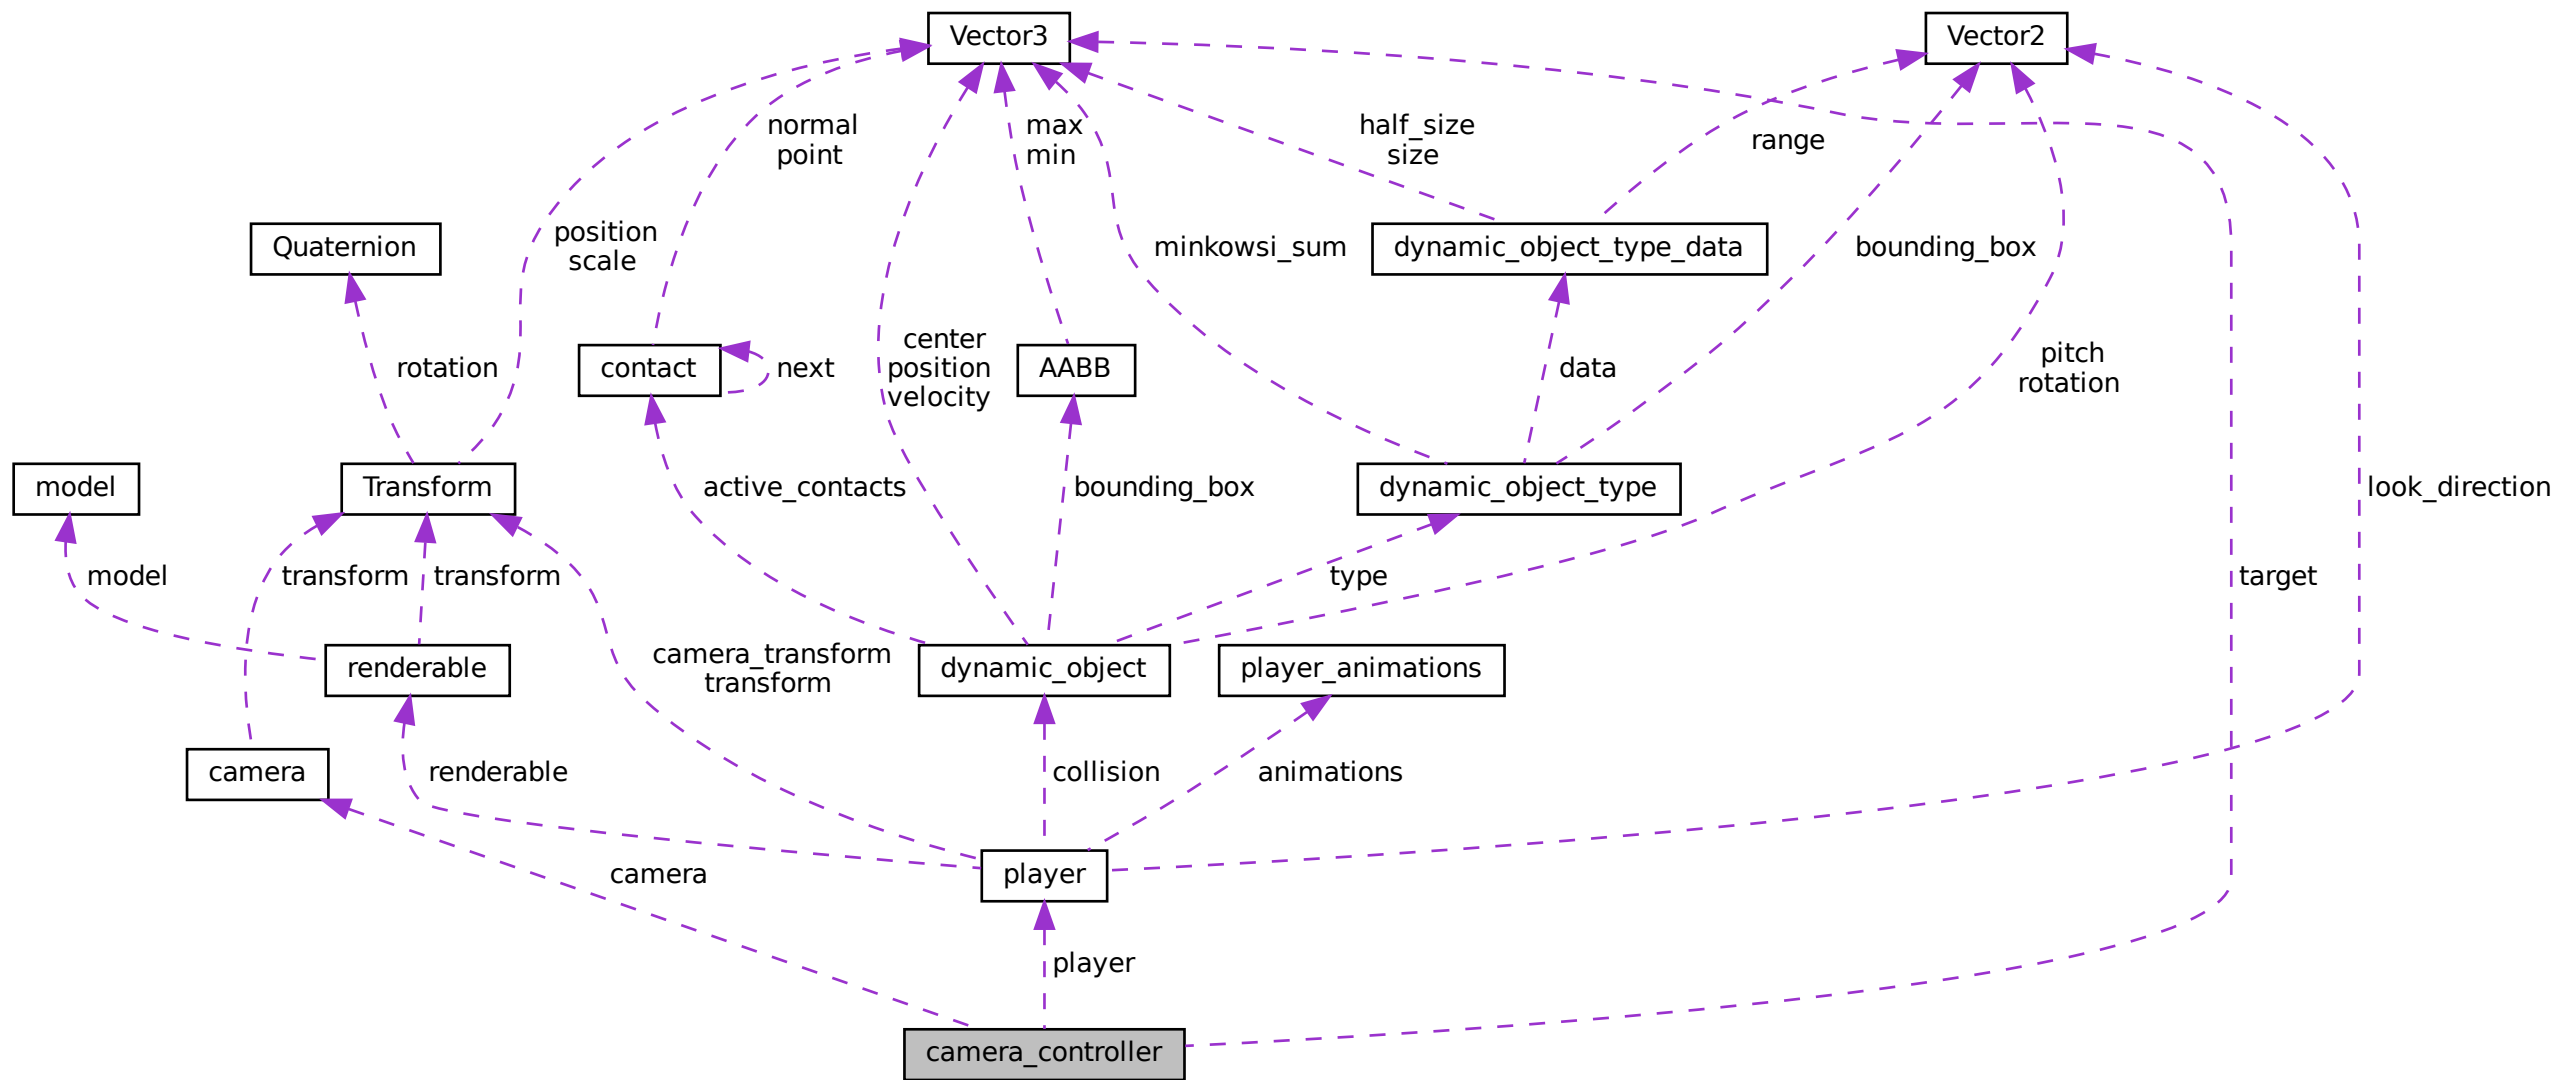 Vector3
Vector2
normal
point
max
min
half_size
size
range
position
scale
Quaternion
minkowsi_sum
dynamic_object_type_data
bounding_box
rotation
contact
next
center
position
velocity
AABB
data
pitch
rotation
model
Transform
active_contacts
bounding_box
dynamic_object_type
look_direction
model
transform
transform
type
target
renderable
camera_transform
transform
dynamic_object
player_animations
camera
renderable
collision
animations
camera
player
player
camera_controller